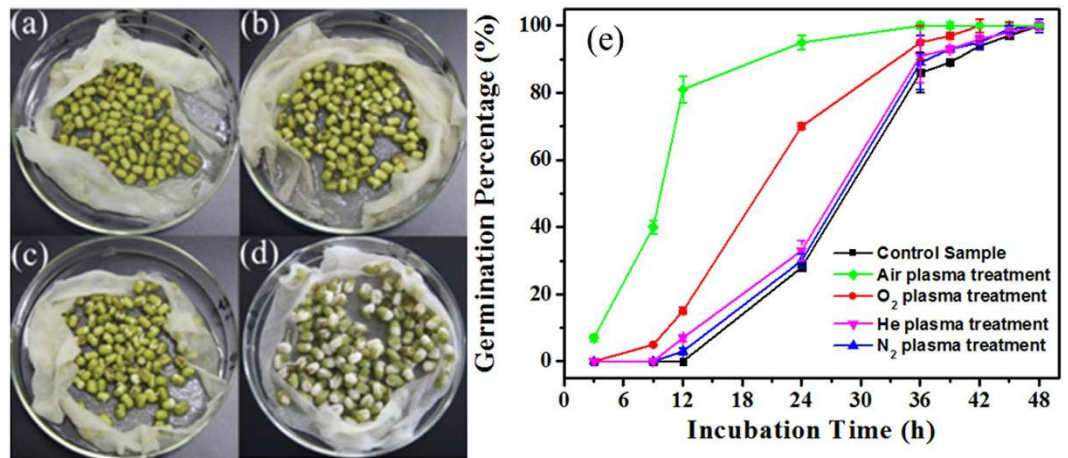 (a)
(b)
(c)
(d)
(e)
Germination Percentage (%)
100
80
60
40
20
0
Control Sample
Air plasma treatment
O₂ plasma treatment
He plasma treatment
N₂ plasma treatment
0 6 12 18 24 30 36 42 48
Incubation Time (h)